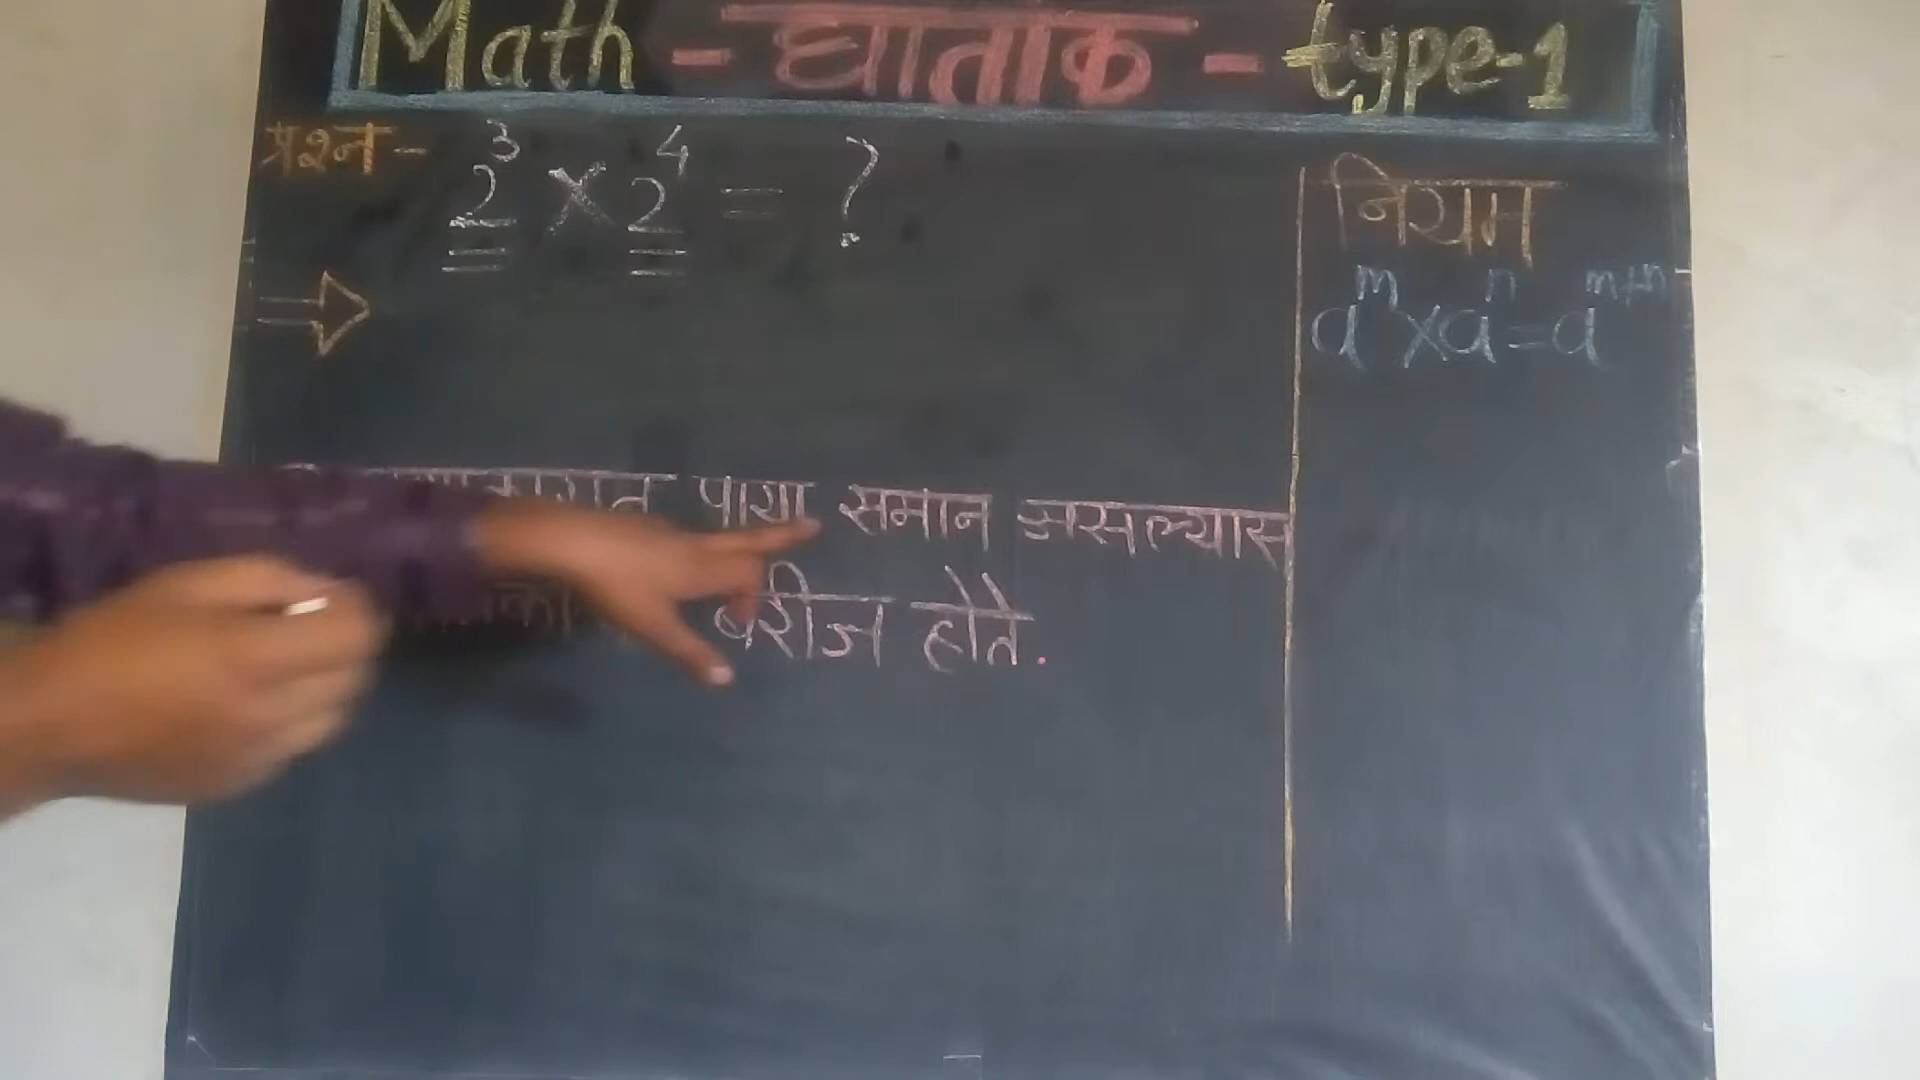 Math - घातांक - type-1
प्रश्न - 2³ × 2⁴ = ?
नियम
aᵐ × aⁿ = aᵐ⁺ⁿ
पाया समान असल्यास
बेरीज होते.